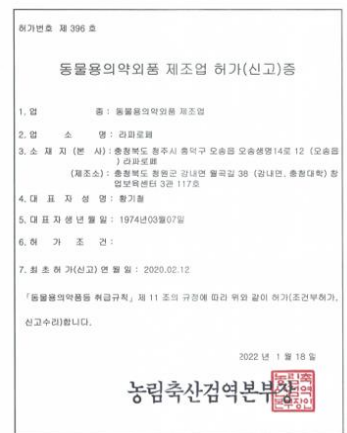 허가번호 제 396 호
동물용의약외품 제조업 허가(신고)증
1. 업 종 : 동물용의약외품 제조업
2. 업 소 명 : 라파로페
3. 소 재 지 (본 사) : 충청북도 청주시 흥덕구 오송읍 오송생명14로 12 (오송읍
) 라파로페
(제조소) : 충청북도 청원군 강내면 월곡길 38 (강내면, 충청대학) 창
업보육센터 3관 117호
4. 대 표 자 성 명 : 황기철
5. 대 표 자 생 년 월 일 : 1974년03월07일
6. 허 가 조 건 :
7. 최 초 허 가(신고) 연 월 일 : 2020.02.12
「동물용의약품등 취급규칙」 제 11 조의 규정에 따라 위와 같이 허가(조건부허가,
신고수리)합니다.
2022 년 1 월 18 일
농림축산검역본부장